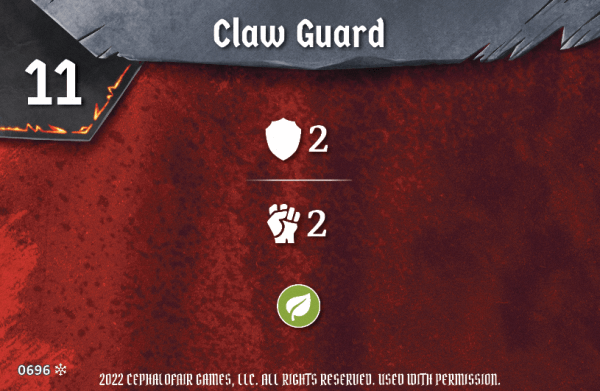 Claw Guard
11
2
2
0696
2022 CEPHALOFAIR GAMES, LLC. ALL RIGHTS RESERVED. USED WITH PERMISSION.